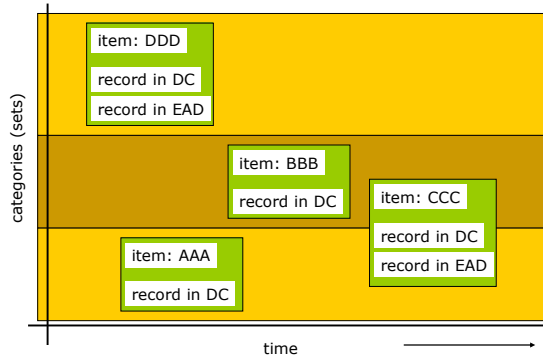 categories (sets)
item: DDD
record in DC
record in EAD
item: BBB
record in DC
item: CCC
record in DC
record in EAD
item: AAA
record in DC
time